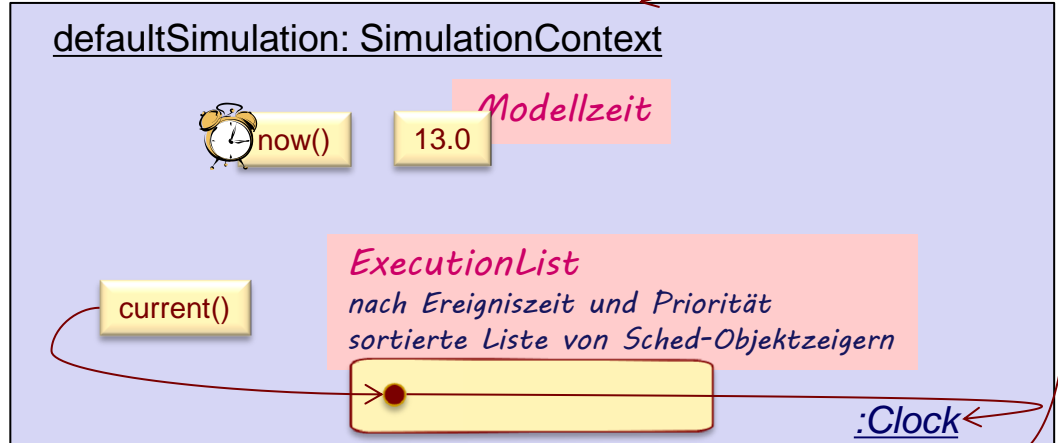 defaultSimulation: SimulationContext
Modellzeit
now() 13.0
ExecutionList
current() nach Ereigniszeit und Priorität
sortierte Liste von Sched-Objektzeigern
:Clock